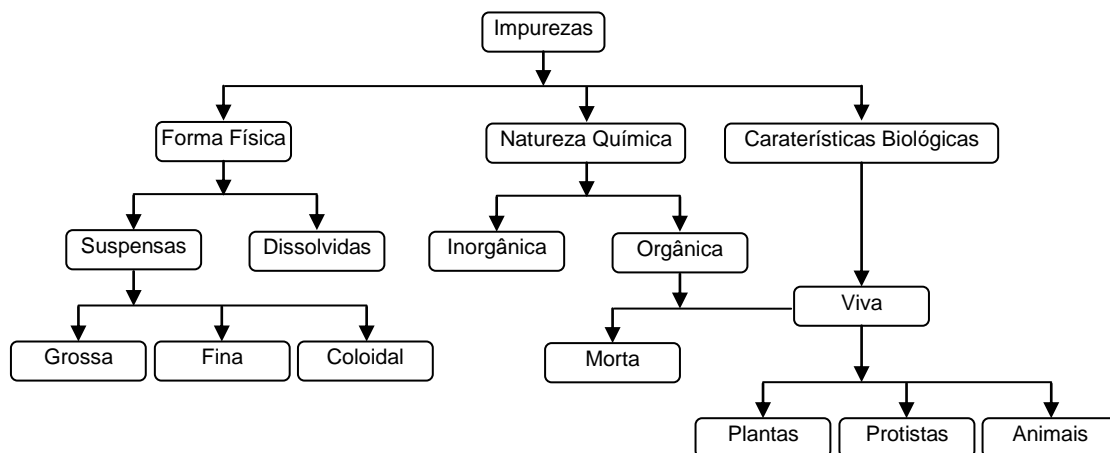 Impurezas
Forma Física
Natureza Química
Caraterísticas Biológicas
Suspensas
Dissolvidas
Inorgânica
Orgânica
Viva
Grossa
Fina
Coloidal
Morta
Plantas
Protistas
Animais